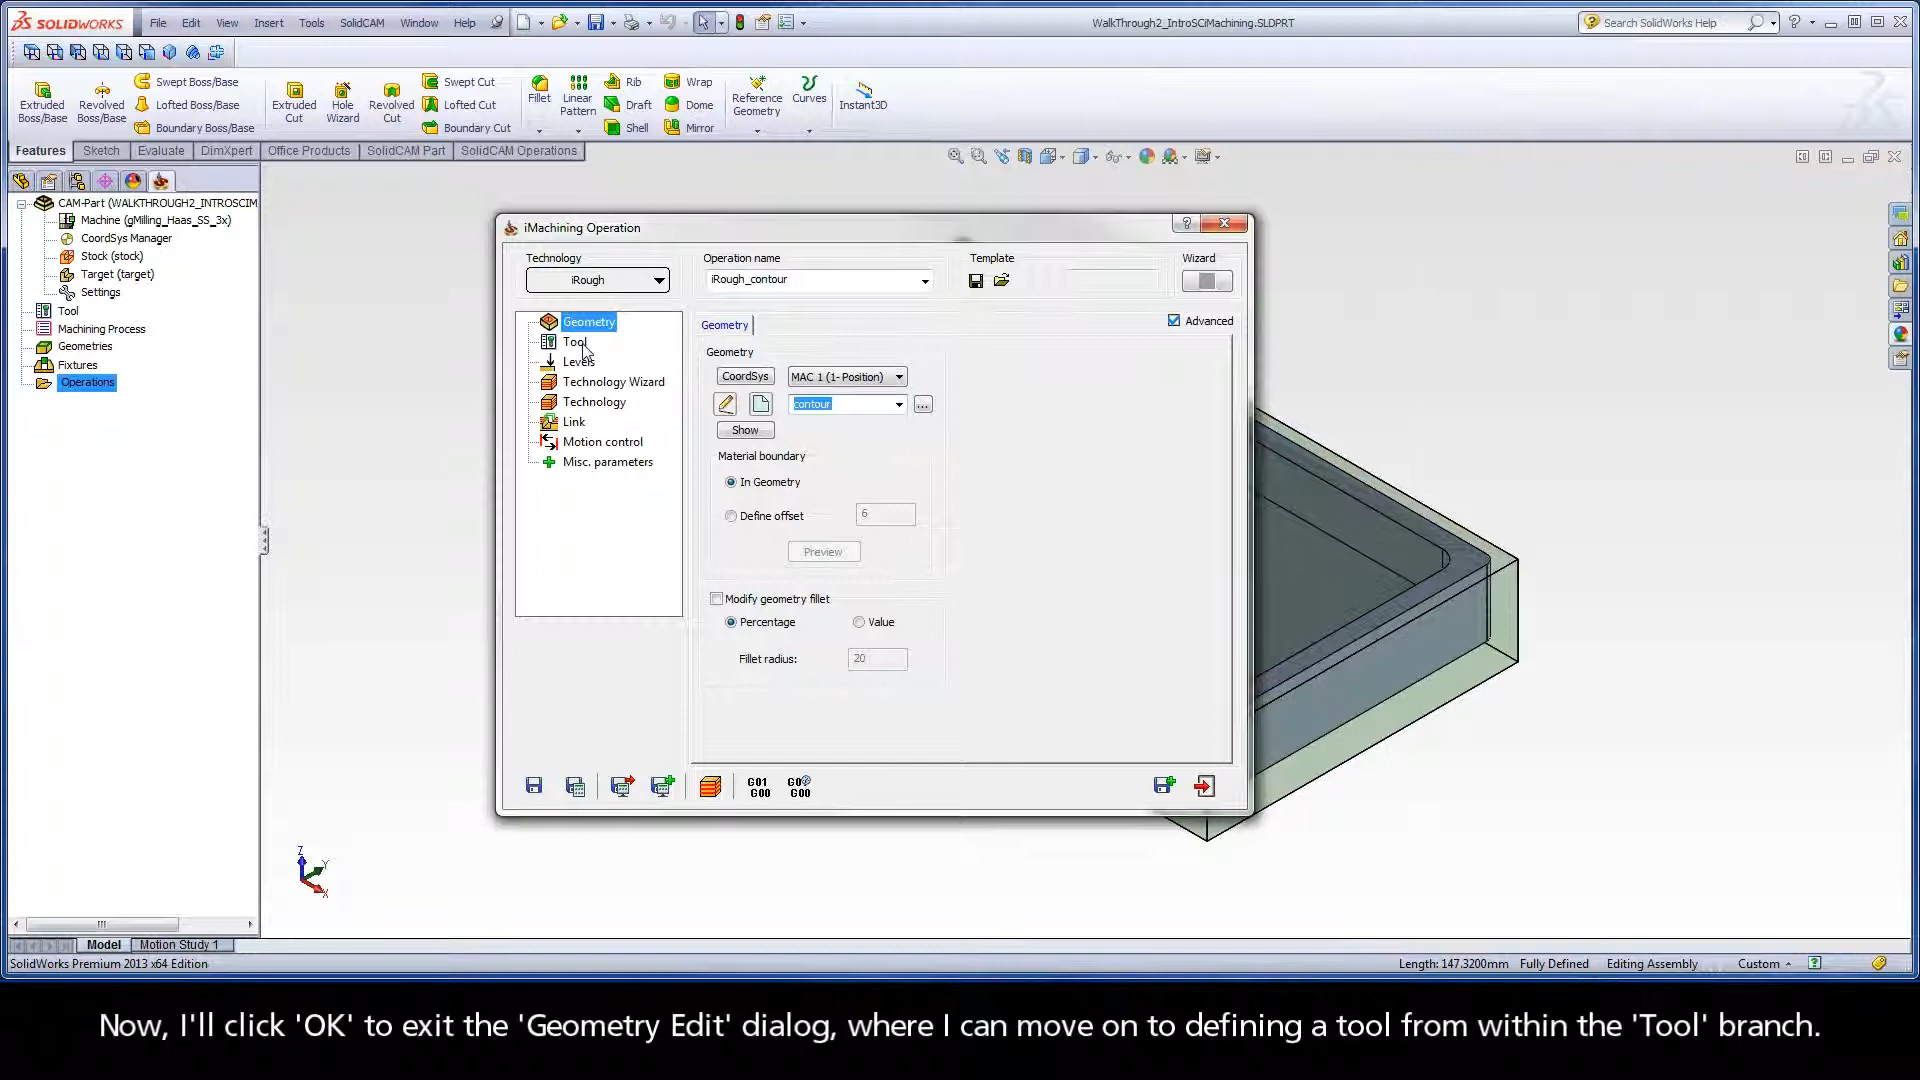 SOLIDWORKS File Edit View Insert Tools SolidCAM Window Help WalkThrough2_IntroSCiMachining.SLDPRT Search SolidWorks Help
Extruded Boss/Base
Revolved Boss/Base
Swept Boss/Base
Lofted Boss/Base
Boundary Boss/Base
Extruded Cut
Hole Wizard
Revolved Cut
Swept Cut
Lofted Cut
Boundary Cut
Fillet
Linear Pattern
Rib
Draft
Shell
Wrap
Dome
Mirror
Reference Geometry
Curves
Instant3D
Features Sketch Evaluate DimXpert Office Products SolidCAM Part SolidCAM Operations
CAM-Part (WALKTHROUGH2_INTROSCIM
Machine (gMilling_Haas_SS_3x)
CoordSys Manager
Stock (stock)
Target (target)
Settings
Tool
Machining Process
Geometries
Fixtures
Operations
iMachining Operation
Technology
iRough
Operation name
iRough_contour
Template
Wizard
Geometry
Tool
Levels
Technology Wizard
Technology
Link
Motion control
Misc. parameters
Geometry
Advanced
Geometry
CoordSys MAC 1 (1- Position)
contour ...
Show
Material boundary
In Geometry
Define offset 6
Preview
Modify geometry fillet
Percentage Value
Fillet radius: 20
G01 G00
G0 G00
Z
Y
X
Model Motion Study 1
SolidWorks Premium 2013 x64 Edition Length: 147.3200mm Fully Defined Editing Assembly Custom
Now, I'll click 'OK' to exit the 'Geometry Edit' dialog, where I can move on to defining a tool from within the 'Tool' branch.